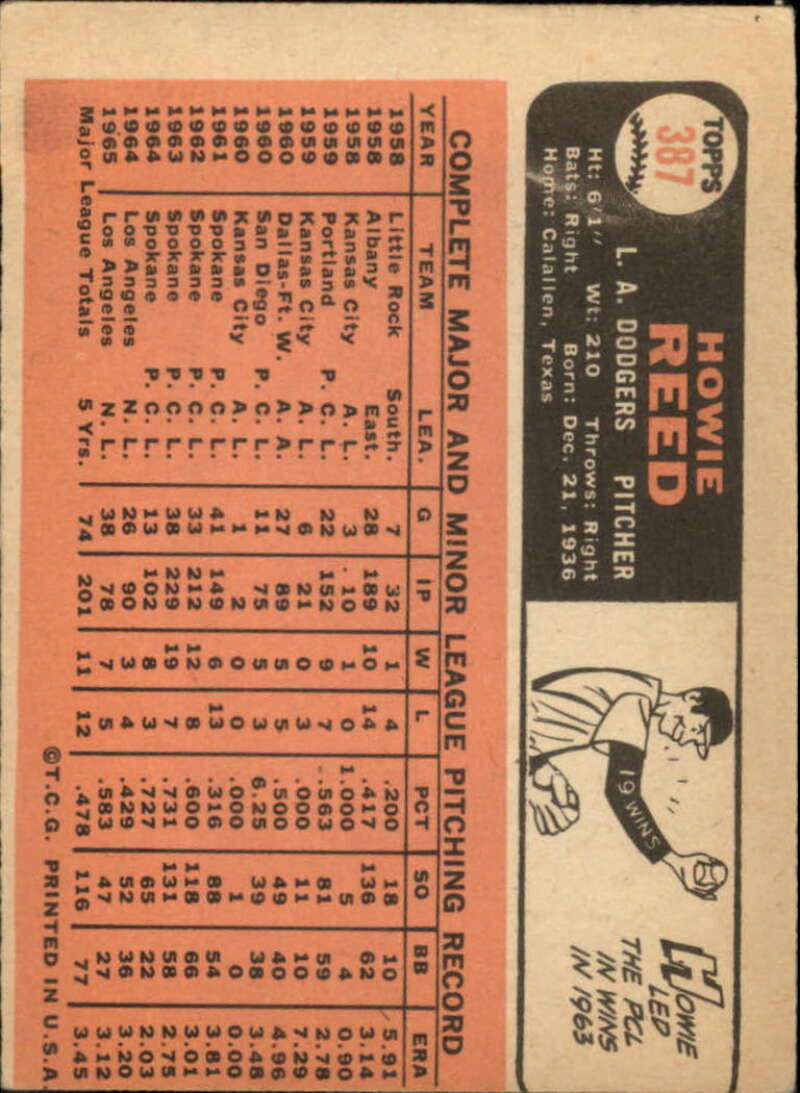 TOPPS
387
HOWIE
REED
L. A. DODGERS PITCHER
Ht: 6'1" Wt: 210 Throws: Right
Bats: Right Born: Dec. 21, 1936
Home: Calallen, Texas
19 WINS
HOWIE
LED
THE PCL
IN WINS
IN 1963
COMPLETE MAJOR AND MINOR LEAGUE PITCHING RECORD
YEAR TEAM LEA. G IP W L PCT SO BB ERA
1958 Little Rock South. 7 32 1 4 .200 18 10 5.91
1958 Albany East. 28 189 10 14 .417 136 62 3.14
1958 Kansas City A. L. 3 10 1 0 1.000 5 4 0.90
1959 Portland P. C. L. 22 152 9 7 .563 81 59 2.78
1959 Kansas City A. L. 6 21 0 3 .000 11 10 7.29
1960 Dallas-Ft. W. A. A. 27 89 5 5 .500 49 40 4.96
1960 San Diego P. C. L. 11 75 5 3 6.25 39 38 3.48
1960 Kansas City A. L. 1 2 0 0 .000 1 0 0.00
1961 Spokane P. C. L. 41 149 6 13 .316 88 54 3.81
1962 Spokane P. C. L. 33 212 12 8 .600 118 66 3.01
1963 Spokane P. C. L. 38 229 19 7 .731 131 58 2.75
1964 Spokane P. C. L. 13 102 8 3 .727 65 22 2.03
1964 Los Angeles N. L. 26 90 3 4 .429 52 36 3.20
1965 Los Angeles N. L. 38 78 7 5 .583 47 27 3.12
Major League Totals 5 Yrs. 74 201 11 12 .478 116 77 3.45
©T.C.G. PRINTED IN U.S.A.